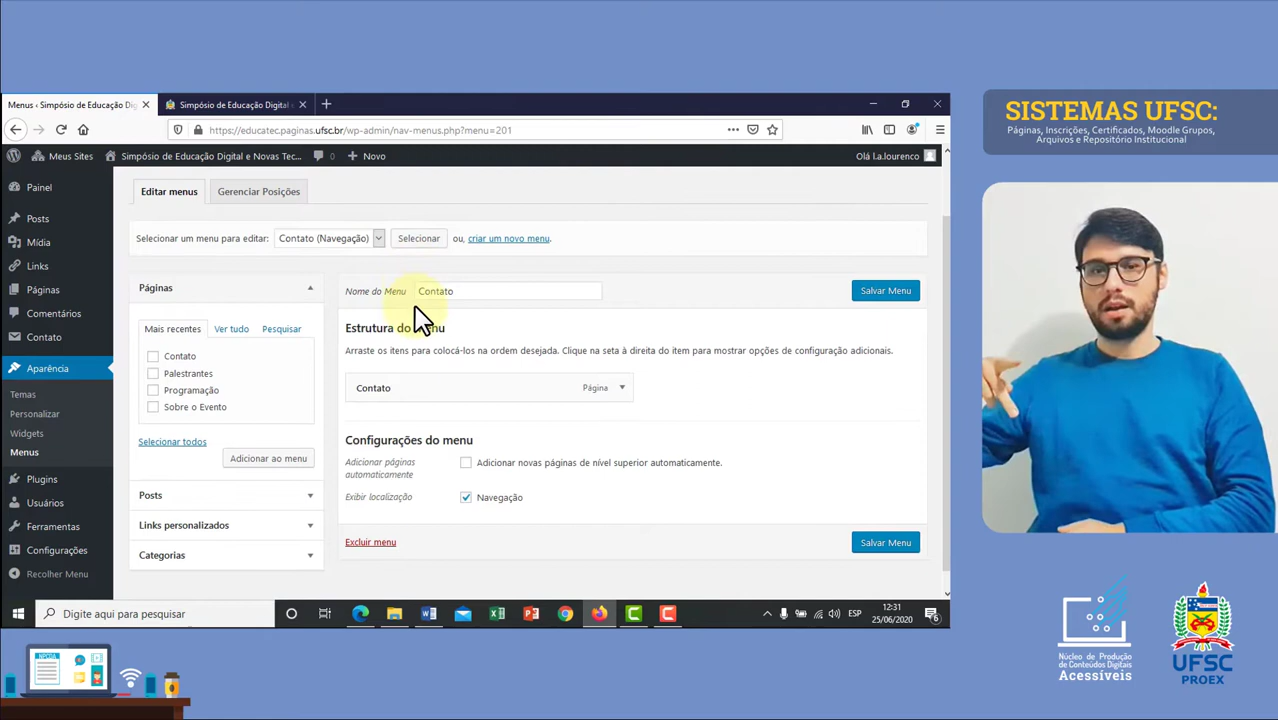 Menus ‹ Simpósio de Educação Dig
Simpósio de Educação Digital e
https://educatec.paginas.ufsc.br/wp-admin/nav-menus.php?menu=201
Meus Sites
Simpósio de Educação Digital e Novas Tec...
0
Novo
Olá l.a.lourenco
Painel
Posts
Mídia
Links
Páginas
Comentários
Contato
Aparência
Temas
Personalizar
Widgets
Menus
Plugins
Usuários
Ferramentas
Configurações
Recolher Menu
Editar menus
Gerenciar Posições
Selecionar um menu para editar:
Contato (Navegação)
Selecionar
ou, criar um novo menu.
Páginas
Mais recentes
Ver tudo
Pesquisar
Contato
Palestrantes
Programação
Sobre o Evento
Selecionar todos
Adicionar ao menu
Posts
Links personalizados
Categorias
Nome do Menu
Contato
Salvar Menu
Estrutura do Menu
Arraste os itens para colocá-los na ordem desejada. Clique na seta à direita do item para mostrar opções de configuração adicionais.
Contato
Página
Configurações do menu
Adicionar páginas
automaticamente
Adicionar novas páginas de nível superior automaticamente.
Exibir localização
Navegação
Excluir menu
Salvar Menu
Digite aqui para pesquisar
ESP
12:31
25/06/2020
6
SISTEMAS UFSC:
Páginas, Inscrições, Certificados, Moodle Grupos,
Arquivos e Repositório Institucional
Núcleo de Produção
de Conteúdos Digitais
Acessíveis
UFSC
PROEX
NPCDA